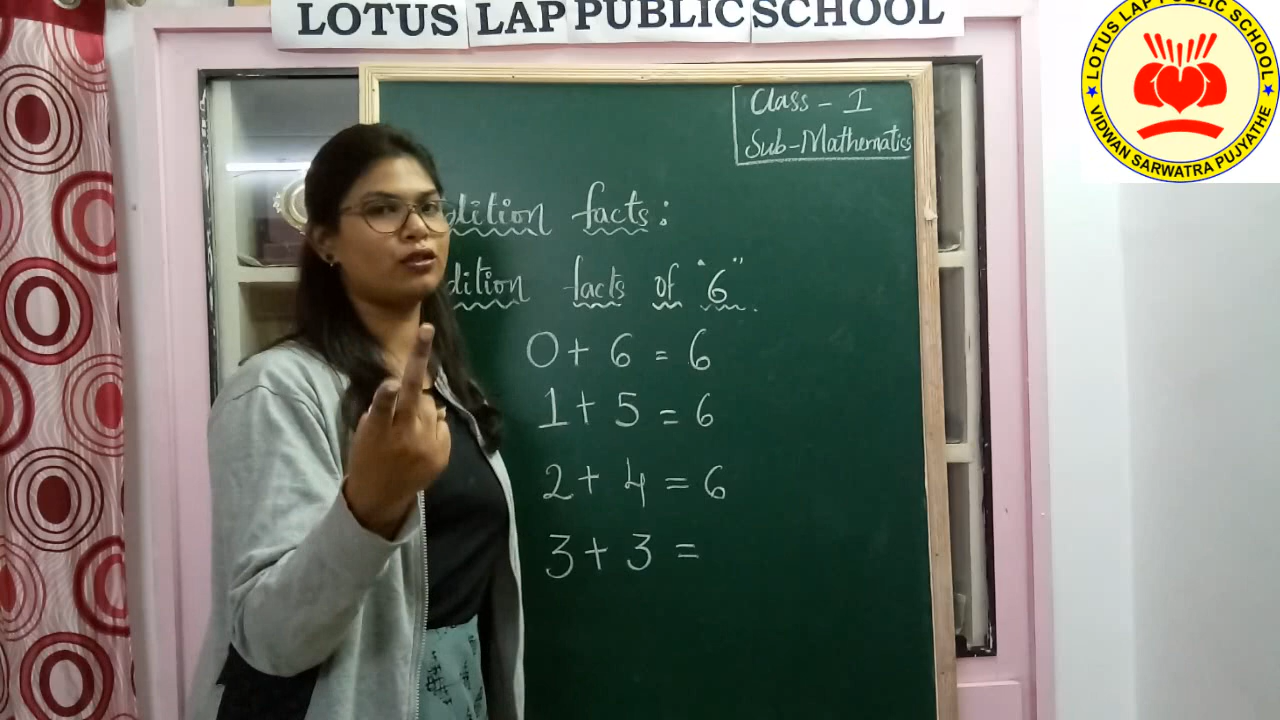 LOTUS LAP PUBLIC SCHOOL
LOTUS LAP PUBLIC SCHOOL
VIDWAN SARWATRA PUJYATHE
Class - I
Sub-Mathematics
dition facts:
dition facts of "6".
0 + 6 = 6
1 + 5 = 6
2 + 4 = 6
3 + 3 =